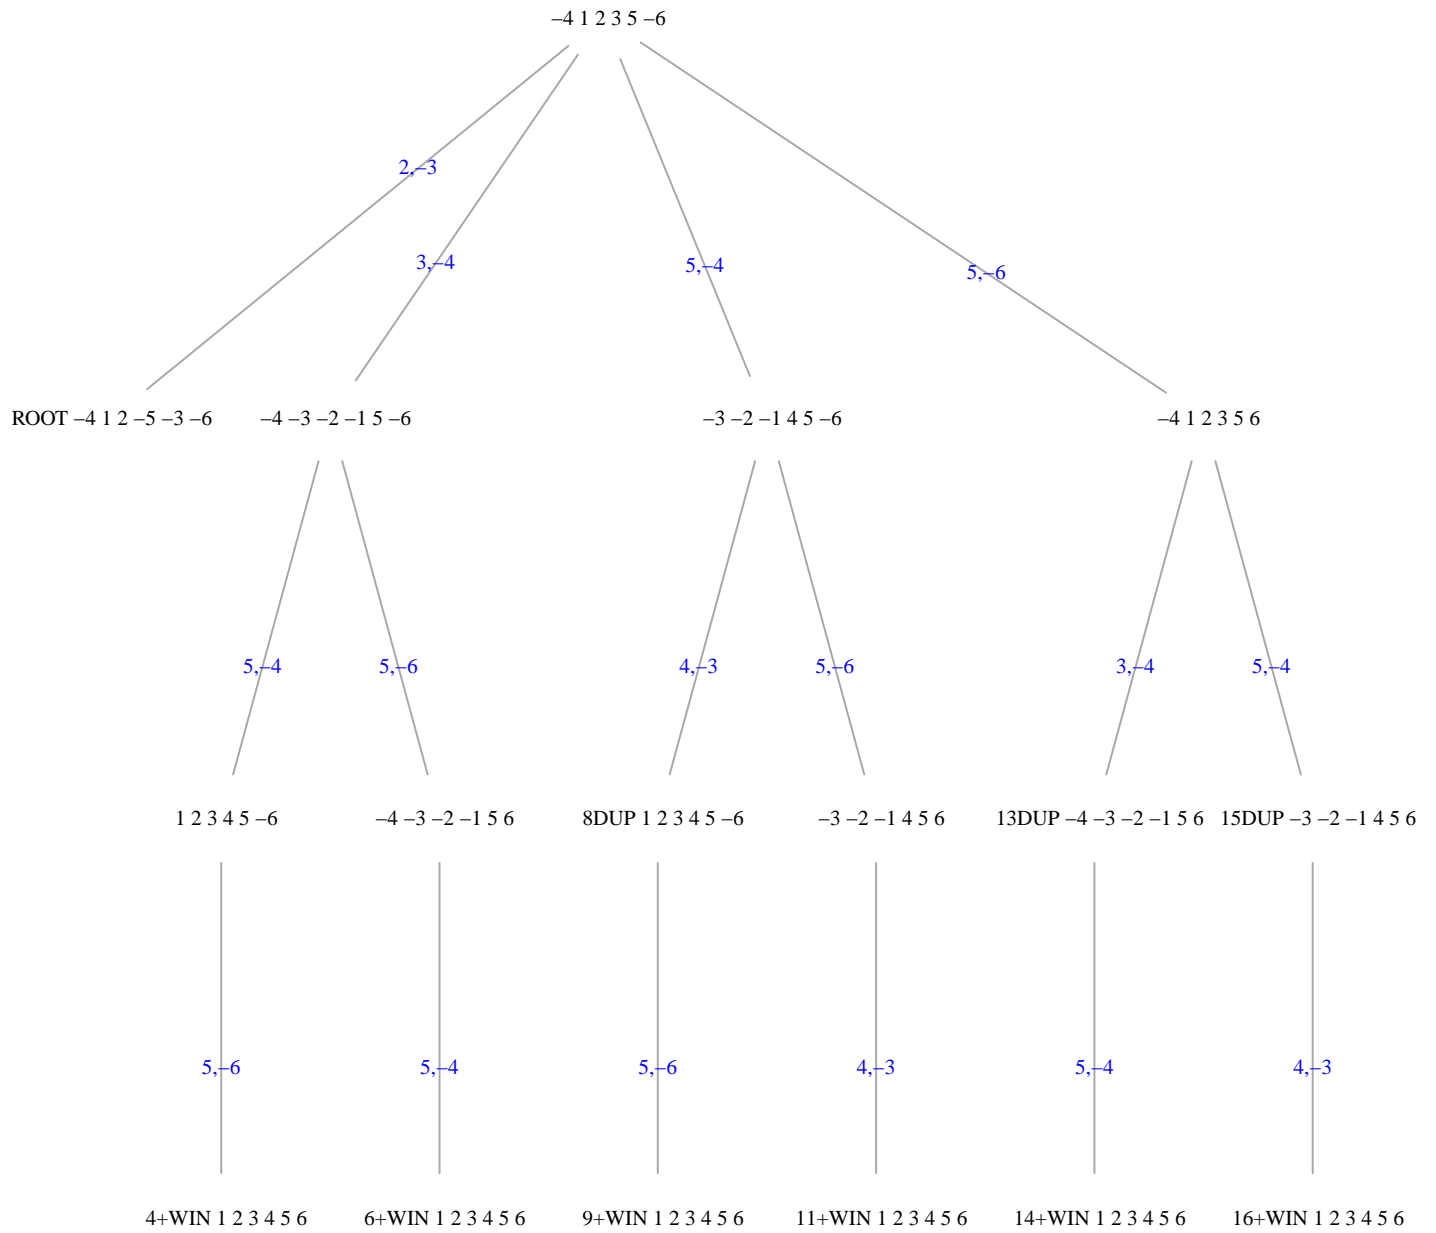 −4 1 2 3 5 −6
2,−3
3,−4
5,−4
5,−6
ROOT −4 1 2 −5 −3 −6
−4 −3 −2 −1 5 −6
−3 −2 −1 4 5 −6
−4 1 2 3 5 6
5,−4
5,−6
4,−3
5,−6
3,−4
5,−4
1 2 3 4 5 −6
−4 −3 −2 −1 5 6
8DUP 1 2 3 4 5 −6
−3 −2 −1 4 5 6
13DUP −4 −3 −2 −1 5 6
15DUP −3 −2 −1 4 5 6
5,−6
5,−4
5,−6
4,−3
5,−4
4,−3
4+WIN 1 2 3 4 5 6
6+WIN 1 2 3 4 5 6
9+WIN 1 2 3 4 5 6
11+WIN 1 2 3 4 5 6
14+WIN 1 2 3 4 5 6
16+WIN 1 2 3 4 5 6